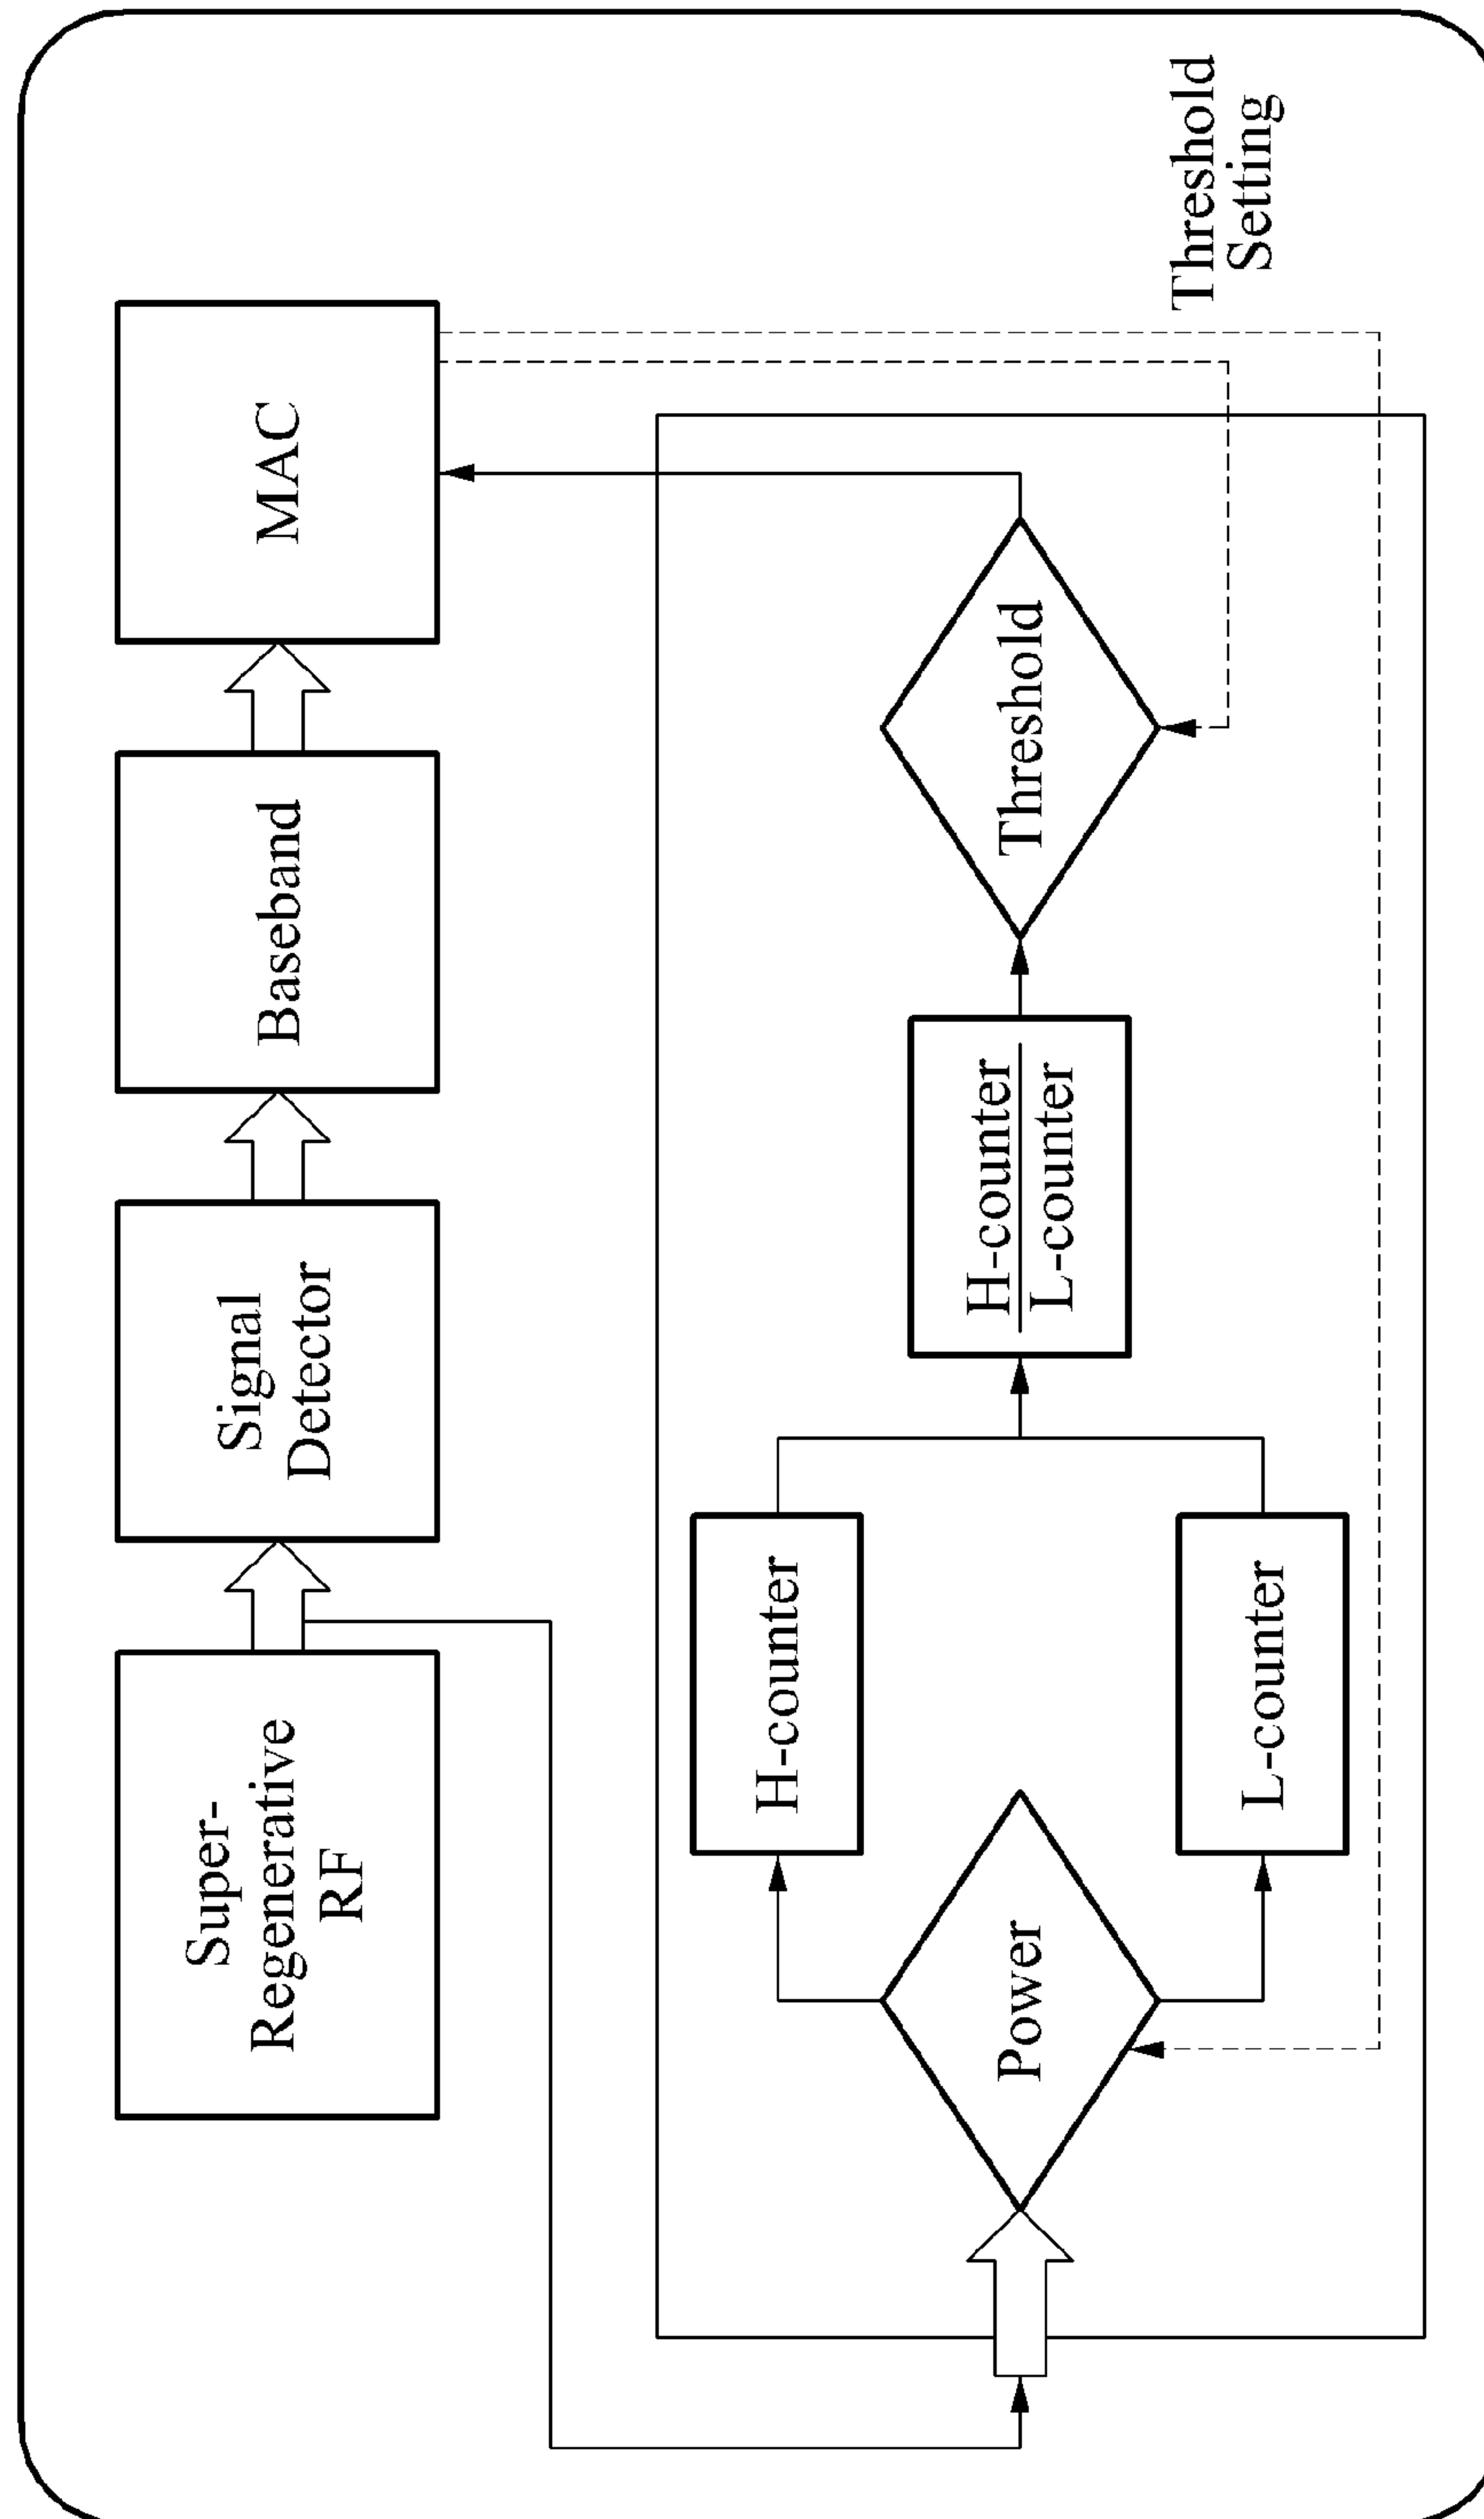 Super-
Regenerative
RF
Signal
Detector
Baseband
MAC
Power
H-counter
L-counter
H-counter
L-counter
Threshold
Threshold
Setting